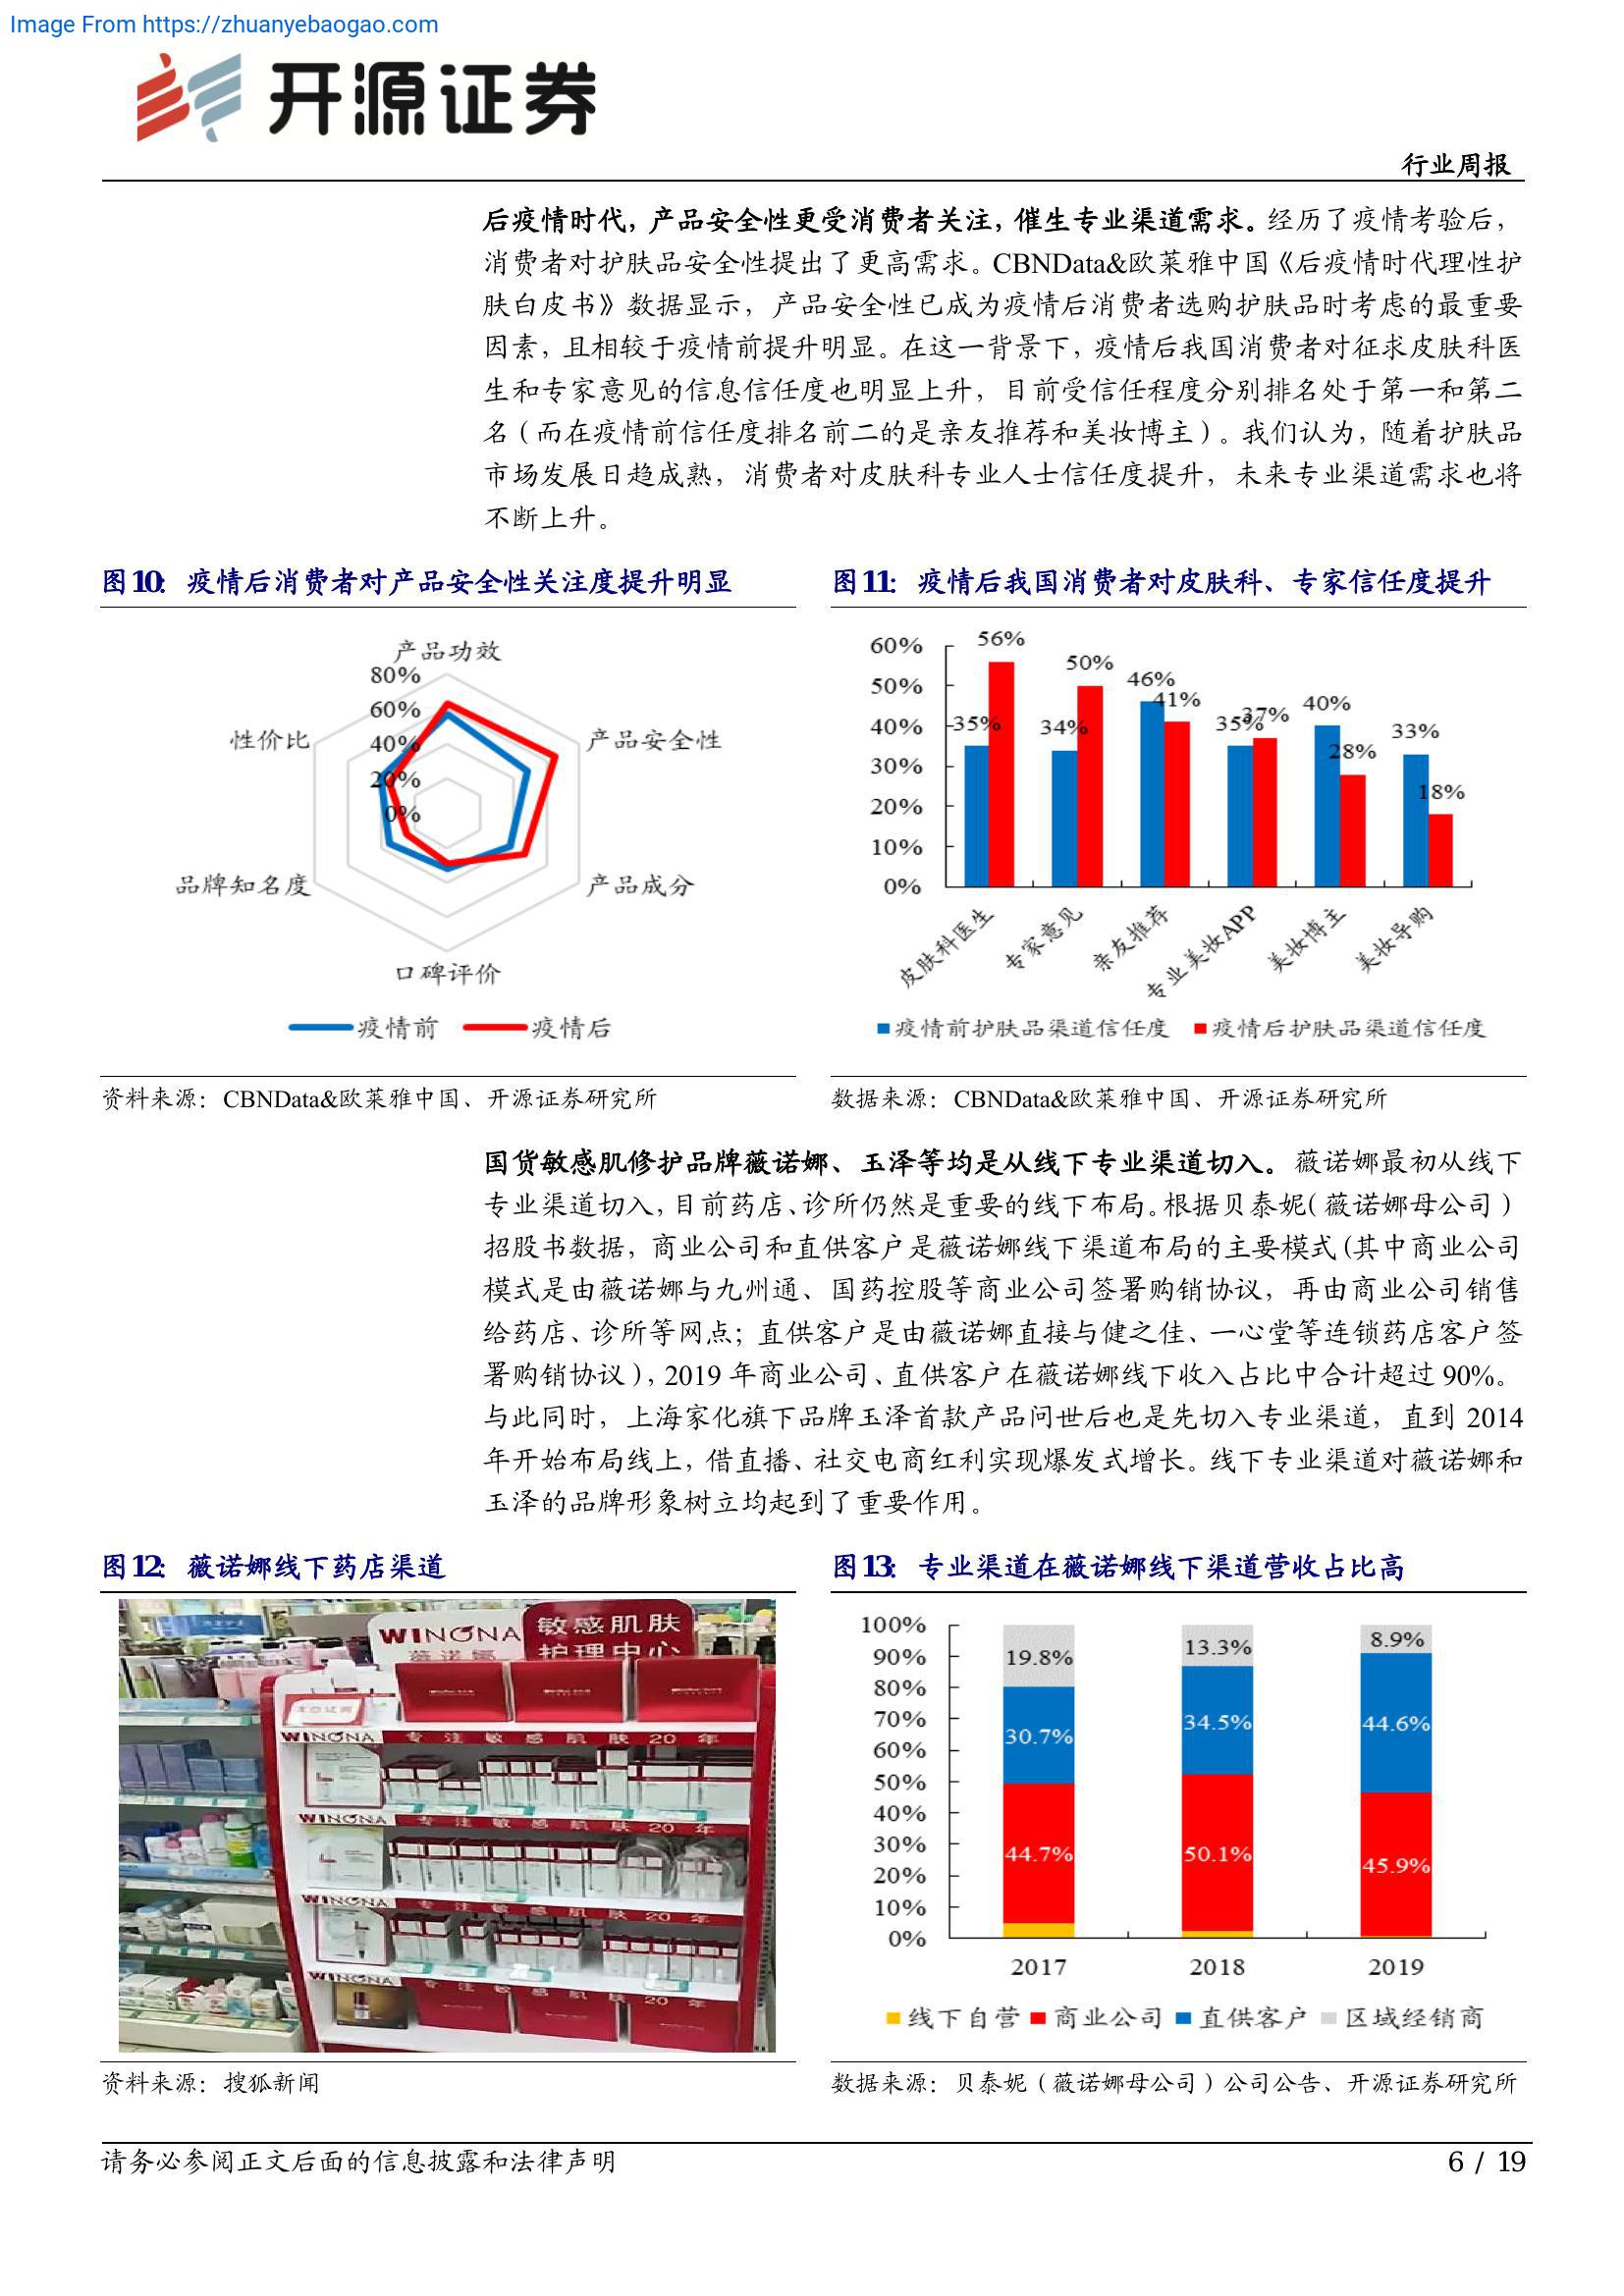 Image From https://zhuanyebaogao.com
开源证券
行业周报
后疫情时代，产品安全性更受消费者关注，催生专业渠道需求。经历了疫情考验后，
消费者对护肤品安全性提出了更高需求。CBNData&欧莱雅中国《后疫情时代理性护
肤白皮书》数据显示，产品安全性已成为疫情后消费者选购护肤品时考虑的最重要
因素，且相较于疫情前提升明显。在这一背景下，疫情后我国消费者对征求皮肤科医
生和专家意见的信息信任度也明显上升，目前受信任程度分别排名处于第一和第二
名（而在疫情前信任度排名前二的是亲友推荐和美妆博主）。我们认为，随着护肤品
市场发展日趋成熟，消费者对皮肤科专业人士信任度提升，未来专业渠道需求也将
不断上升。
图10：疫情后消费者对产品安全性关注度提升明显
产品功效
80%
60%
40%
20%
0%
性价比
产品安全性
品牌知名度
产品成分
口碑评价
疫情前 疫情后
资料来源：CBNData&欧莱雅中国、开源证券研究所
图11：疫情后我国消费者对皮肤科、专家信任度提升
60%
50%
40%
30%
20%
10%
0%
35% 56% 34% 50% 46% 41% 35% 37% 40% 28% 33% 18%
皮肤科医生 专家意见 亲友推荐 专业美妆APP 美妆博主 美妆导购
疫情前护肤品渠道信任度 疫情后护肤品渠道信任度
数据来源：CBNData&欧莱雅中国、开源证券研究所
国货敏感肌修护品牌薇诺娜、玉泽等均是从线下专业渠道切入。薇诺娜最初从线下
专业渠道切入，目前药店、诊所仍然是重要的线下布局。根据贝泰妮（薇诺娜母公司）
招股书数据，商业公司和直供客户是薇诺娜线下渠道布局的主要模式（其中商业公司
模式是由薇诺娜与九州通、国药控股等商业公司签署购销协议，再由商业公司销售
给药店、诊所等网点；直供客户是由薇诺娜直接与健之佳、一心堂等连锁药店客户签
署购销协议），2019 年商业公司、直供客户在薇诺娜线下收入占比中合计超过 90%。
与此同时，上海家化旗下品牌玉泽首款产品问世后也是先切入专业渠道，直到 2014
年开始布局线上，借直播、社交电商红利实现爆发式增长。线下专业渠道对薇诺娜和
玉泽的品牌形象树立均起到了重要作用。
图12：薇诺娜线下药店渠道
WINONA
薇诺娜
敏感肌肤
护理中心
WINONA 专注敏感肌肤20年
WINONA 专注敏感肌肤20年
WINONA 专注敏感肌肤20年
WINONA 专注敏感肌肤20年
资料来源：搜狐新闻
图13：专业渠道在薇诺娜线下渠道营收占比高
100%
90%
80%
70%
60%
50%
40%
30%
20%
10%
0%
19.8% 13.3% 8.9%
30.7% 34.5% 44.6%
44.7% 50.1% 45.9%
2017 2018 2019
线下自营 商业公司 直供客户 区域经销商
数据来源：贝泰妮（薇诺娜母公司）公司公告、开源证券研究所
请务必参阅正文后面的信息披露和法律声明
6 / 19